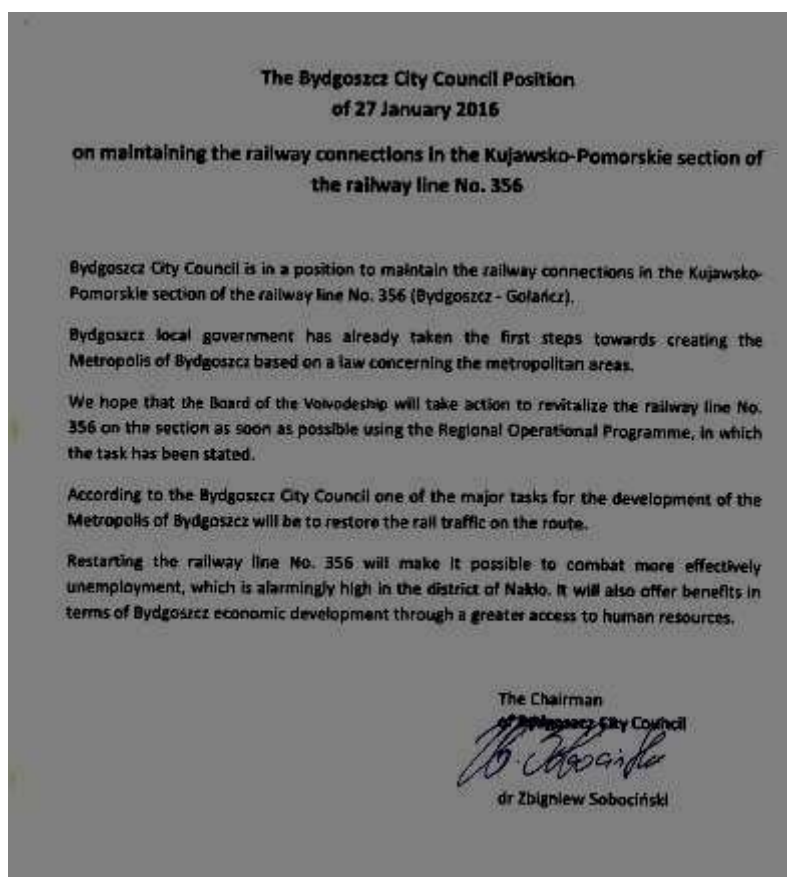 The Bydgoszcz City Council Position
of 27 January 2016
on maintaining the railway connections in the Kujawsko-Pomorskie section of
the railway line No. 356
Bydgoszcz City Council is in a position to maintain the railway connections in the Kujawsko-
Pomorskie section of the railway line No. 356 (Bydgoszcz - Gołańcz).
Bydgoszcz local government has already taken the first steps towards creating the
Metropolis of Bydgoszcz based on a law concerning the metropolitan areas.
We hope that the Board of the Voivodeship will take action to revitalize the railway line No.
356 on the section as soon as possible using the Regional Operational Programme, in which
the task has been stated.
According to the Bydgoszcz City Council one of the major tasks for the development of the
Metropolis of Bydgoszcz will be to restore the rail traffic on the route.
Restarting the railway line No. 356 will make it possible to combat more effectively
unemployment, which is alarmingly high in the district of Nakło. It will also offer benefits in
terms of Bydgoszcz economic development through a greater access to human resources.
The Chairman
of Bydgoszcz City Council
Zb. Sobociński
dr Zbigniew Sobociński